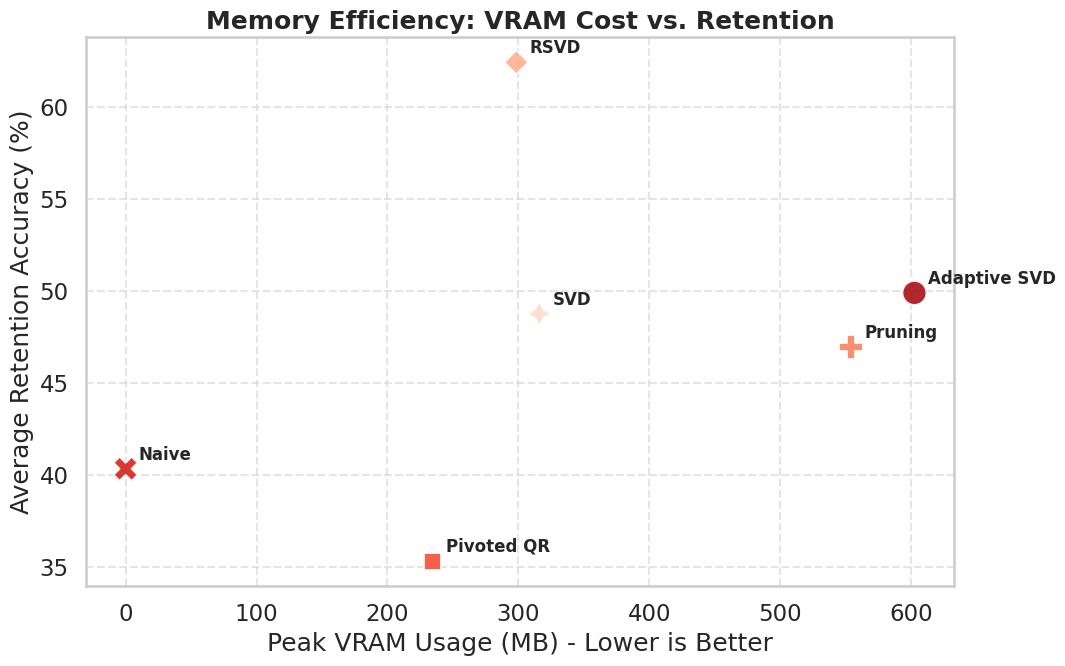 Memory Efficiency: VRAM Cost vs. Retention
RSVD
60
55
Average Retention Accuracy (%)
50
Adaptive SVD
SVD
Pruning
45
Naive
40
Pivoted QR
35
0 100 200 300 400 500 600
Peak VRAM Usage (MB) - Lower is Better